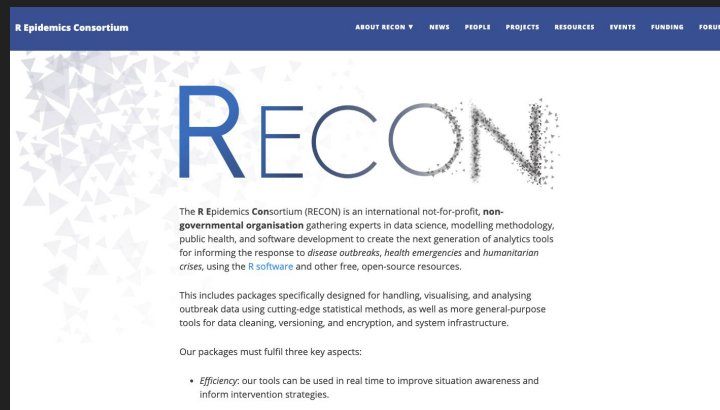 R Epidemics Consortium
ABOUT RECON ▼ NEWS PEOPLE PROJECTS RESOURCES EVENTS FUNDING FORUM
RECON
The R Epidemics Consortium (RECON) is an international not-for-profit, non-
governmental organisation gathering experts in data science, modelling methodology,
public health, and software development to create the next generation of analytics tools
for informing the response to disease outbreaks, health emergencies and humanitarian
crises, using the R software and other free, open-source resources.
This includes packages specifically designed for handling, visualising, and analysing
outbreak data using cutting-edge statistical methods, as well as more general-purpose
tools for data cleaning, versioning, and encryption, and system infrastructure.
Our packages must fulfil three key aspects:
• Efficiency: our tools can be used in real time to improve situation awareness and
inform intervention strategies.